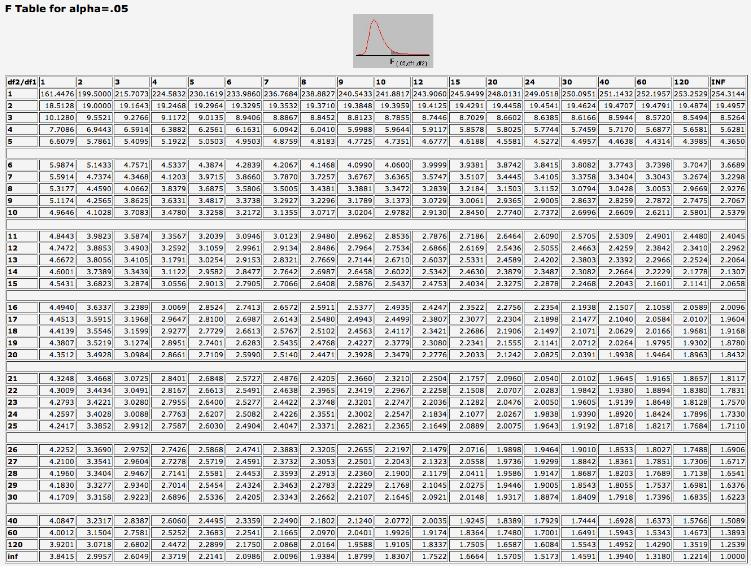 F Table for alpha=.05
F (.05,df1,df2)
df2/df1 1 2 3 4 5 6 7 8 9 10 12 15 20 24 30 40 60 120 INF
1 161.4476 199.5000 215.7073 224.5832 230.1619 233.9860 236.7684 238.8827 240.5433 241.8817 243.9060 245.9499 248.0131 249.0518 250.0951 251.1432 252.1957 253.2529 254.3144
2 18.5128 19.0000 19.1643 19.2468 19.2964 19.3295 19.3532 19.3710 19.3848 19.3959 19.4125 19.4291 19.4458 19.4541 19.4624 19.4707 19.4791 19.4874 19.4957
3 10.1280 9.5521 9.2766 9.1172 9.0135 8.9406 8.8867 8.8452 8.8123 8.7855 8.7446 8.7029 8.6602 8.6385 8.6166 8.5944 8.5720 8.5494 8.5264
4 7.7086 6.9443 6.5914 6.3882 6.2561 6.1631 6.0942 6.0410 5.9988 5.9644 5.9117 5.8578 5.8025 5.7744 5.7459 5.7170 5.6877 5.6581 5.6281
5 6.6079 5.7861 5.4095 5.1922 5.0503 4.9503 4.8759 4.8183 4.7725 4.7351 4.6777 4.6188 4.5581 4.5272 4.4957 4.4638 4.4314 4.3985 4.3650
6 5.9874 5.1433 4.7571 4.5337 4.3874 4.2839 4.2067 4.1468 4.0990 4.0600 3.9999 3.9381 3.8742 3.8415 3.8082 3.7743 3.7398 3.7047 3.6689
7 5.5914 4.7374 4.3468 4.1203 3.9715 3.8660 3.7870 3.7257 3.6767 3.6365 3.5747 3.5107 3.4445 3.4105 3.3758 3.3404 3.3043 3.2674 3.2298
8 5.3177 4.4590 4.0662 3.8379 3.6875 3.5806 3.5005 3.4381 3.3881 3.3472 3.2839 3.2184 3.1503 3.1152 3.0794 3.0428 3.0053 2.9669 2.9276
9 5.1174 4.2565 3.8625 3.6331 3.4817 3.3738 3.2927 3.2296 3.1789 3.1373 3.0729 3.0061 2.9365 2.9005 2.8637 2.8259 2.7872 2.7475 2.7067
10 4.9646 4.1028 3.7083 3.4780 3.3258 3.2172 3.1355 3.0717 3.0204 2.9782 2.9130 2.8450 2.7740 2.7372 2.6996 2.6609 2.6211 2.5801 2.5379
11 4.8443 3.9823 3.5874 3.3567 3.2039 3.0946 3.0123 2.9480 2.8962 2.8536 2.7876 2.7186 2.6464 2.6090 2.5705 2.5309 2.4901 2.4480 2.4045
12 4.7472 3.8853 3.4903 3.2592 3.1059 2.9961 2.9134 2.8486 2.7964 2.7534 2.6866 2.6169 2.5436 2.5055 2.4663 2.4259 2.3842 2.3410 2.2962
13 4.6672 3.8056 3.4105 3.1791 3.0254 2.9153 2.8321 2.7669 2.7144 2.6710 2.6037 2.5331 2.4589 2.4202 2.3803 2.3392 2.2966 2.2524 2.2064
14 4.6001 3.7389 3.3439 3.1122 2.9582 2.8477 2.7642 2.6987 2.6458 2.6022 2.5342 2.4630 2.3879 2.3487 2.3082 2.2664 2.2229 2.1778 2.1307
15 4.5431 3.6823 3.2874 3.0556 2.9013 2.7905 2.7066 2.6408 2.5876 2.5437 2.4753 2.4034 2.3275 2.2878 2.2468 2.2043 2.1601 2.1141 2.0658
16 4.4940 3.6337 3.2389 3.0069 2.8524 2.7413 2.6572 2.5911 2.5377 2.4935 2.4247 2.3522 2.2756 2.2354 2.1938 2.1507 2.1058 2.0589 2.0096
17 4.4513 3.5915 3.1968 2.9647 2.8100 2.6987 2.6143 2.5480 2.4943 2.4499 2.3807 2.3077 2.2304 2.1898 2.1477 2.1040 2.0584 2.0107 1.9604
18 4.4139 3.5546 3.1599 2.9277 2.7729 2.6613 2.5767 2.5102 2.4563 2.4117 2.3421 2.2686 2.1906 2.1497 2.1071 2.0629 2.0166 1.9681 1.9168
19 4.3807 3.5219 3.1274 2.8951 2.7401 2.6283 2.5435 2.4768 2.4227 2.3779 2.3080 2.2341 2.1555 2.1141 2.0712 2.0264 1.9795 1.9302 1.8780
20 4.3512 3.4928 3.0984 2.8661 2.7109 2.5990 2.5140 2.4471 2.3928 2.3479 2.2776 2.2033 2.1242 2.0825 2.0391 1.9938 1.9464 1.8963 1.8432
21 4.3248 3.4668 3.0725 2.8401 2.6848 2.5727 2.4876 2.4205 2.3660 2.3210 2.2504 2.1757 2.0960 2.0540 2.0102 1.9645 1.9165 1.8657 1.8117
22 4.3009 3.4434 3.0491 2.8167 2.6613 2.5491 2.4638 2.3965 2.3419 2.2967 2.2258 2.1508 2.0707 2.0283 1.9842 1.9380 1.8894 1.8380 1.7831
23 4.2793 3.4221 3.0280 2.7955 2.6400 2.5277 2.4422 2.3748 2.3201 2.2747 2.2036 2.1282 2.0476 2.0050 1.9605 1.9139 1.8648 1.8128 1.7570
24 4.2597 3.4028 3.0088 2.7763 2.6207 2.5082 2.4226 2.3551 2.3002 2.2547 2.1834 2.1077 2.0267 1.9838 1.9390 1.8920 1.8424 1.7896 1.7330
25 4.2417 3.3852 2.9912 2.7587 2.6030 2.4904 2.4047 2.3371 2.2821 2.2365 2.1649 2.0889 2.0075 1.9643 1.9192 1.8718 1.8217 1.7684 1.7110
26 4.2252 3.3690 2.9752 2.7426 2.5868 2.4741 2.3883 2.3205 2.2655 2.2197 2.1479 2.0716 1.9898 1.9464 1.9010 1.8533 1.8027 1.7488 1.6906
27 4.2100 3.3541 2.9604 2.7278 2.5719 2.4591 2.3732 2.3053 2.2501 2.2043 2.1323 2.0558 1.9736 1.9299 1.8842 1.8361 1.7851 1.7306 1.6717
28 4.1960 3.3404 2.9467 2.7141 2.5581 2.4453 2.3593 2.2913 2.2360 2.1900 2.1179 2.0411 1.9586 1.9147 1.8687 1.8203 1.7689 1.7138 1.6541
29 4.1830 3.3277 2.9340 2.7014 2.5454 2.4324 2.3463 2.2783 2.2229 2.1768 2.1045 2.0275 1.9446 1.9005 1.8543 1.8055 1.7537 1.6981 1.6376
30 4.1709 3.3158 2.9223 2.6896 2.5336 2.4205 2.3343 2.2662 2.2107 2.1646 2.0921 2.0148 1.9317 1.8874 1.8409 1.7918 1.7396 1.6835 1.6223
40 4.0847 3.2317 2.8387 2.6060 2.4495 2.3359 2.2490 2.1802 2.1240 2.0772 2.0035 1.9245 1.8389 1.7929 1.7444 1.6928 1.6373 1.5766 1.5089
60 4.0012 3.1504 2.7581 2.5252 2.3683 2.2541 2.1665 2.0970 2.0401 1.9926 1.9174 1.8364 1.7480 1.7001 1.6491 1.5943 1.5343 1.4673 1.3893
120 3.9201 3.0718 2.6802 2.4472 2.2899 2.1750 2.0868 2.0164 1.9588 1.9105 1.8337 1.7505 1.6587 1.6084 1.5543 1.4952 1.4290 1.3519 1.2539
inf 3.8415 2.9957 2.6049 2.3719 2.2141 2.0986 2.0096 1.9384 1.8799 1.8307 1.7522 1.6664 1.5705 1.5173 1.4591 1.3940 1.3180 1.2214 1.0000